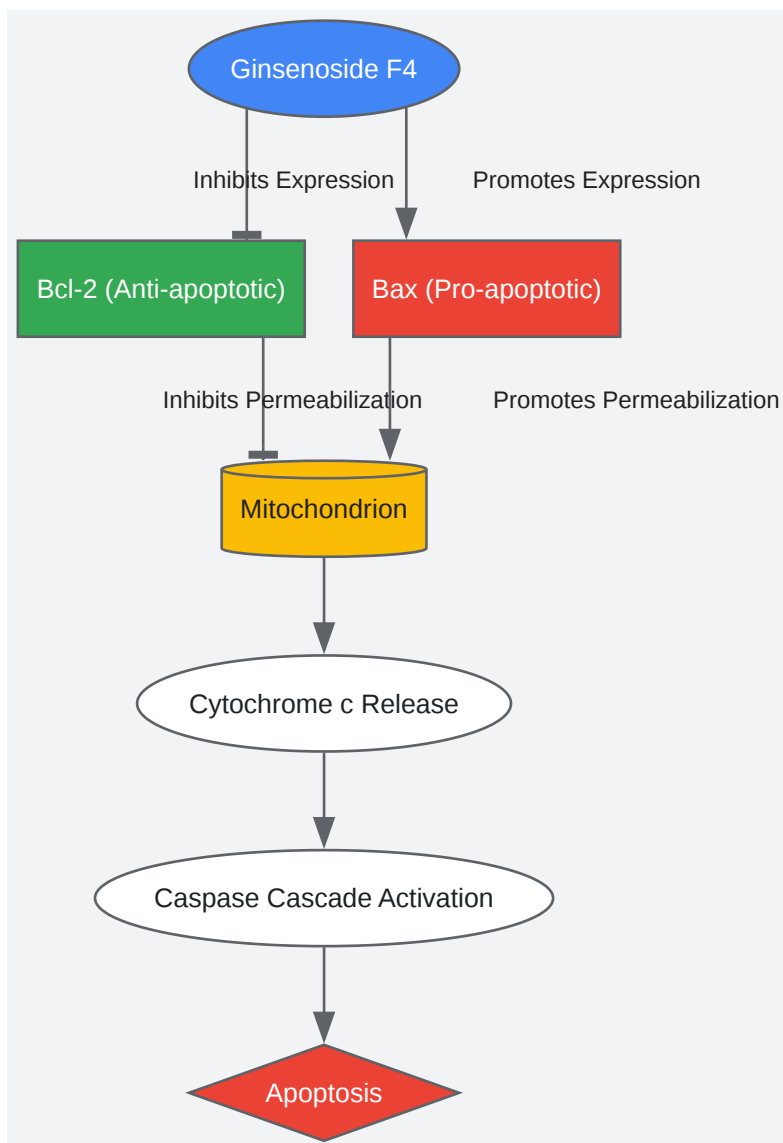 Ginsenoside F4
Inhibits Expression
Promotes Expression
Bcl-2 (Anti-apoptotic)
Bax (Pro-apoptotic)
Inhibits Permeabilization
Promotes Permeabilization
Mitochondrion
Cytochrome c Release
Caspase Cascade Activation
Apoptosis